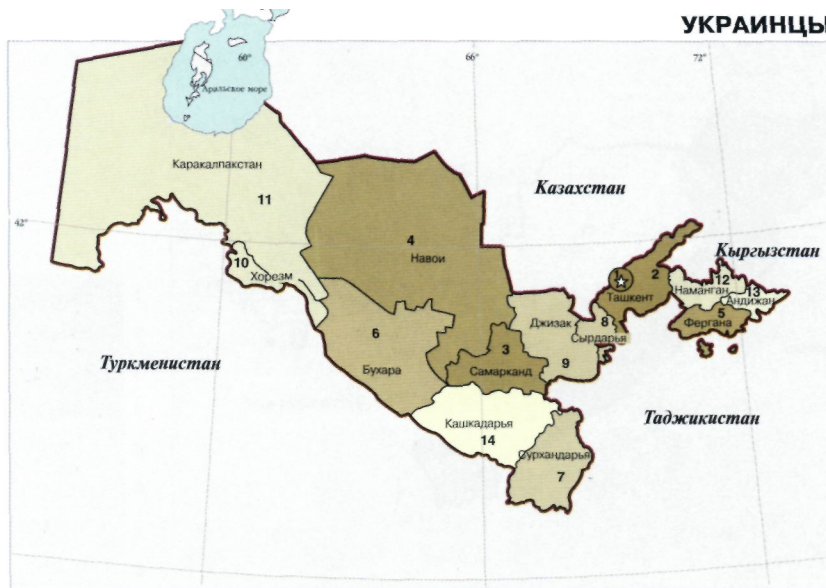 УКРАИНЦЫ
60°
66°
72°
Аральское море
Каракалпакстан
Казахстан
11
42°
Кыргызстан
4
10
Навои
1
2
12
Хорезм
Наманган
13
Ташкент
Андижан
5
Джизак
8
Фергана
6
Сырдарья
3
Туркменистан
9
Бухара
Самарканд
Таджикистан
Кашкадарья
14
Сурхандарья
7